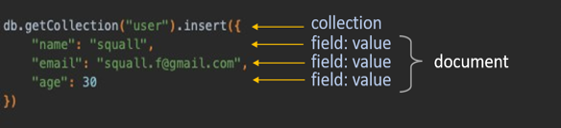 db.getCollection("user").insert({ collection
"name": "squall", field: value
"email": "squall.f@gmail.com", field: value
"age": 30 field: value
document
})